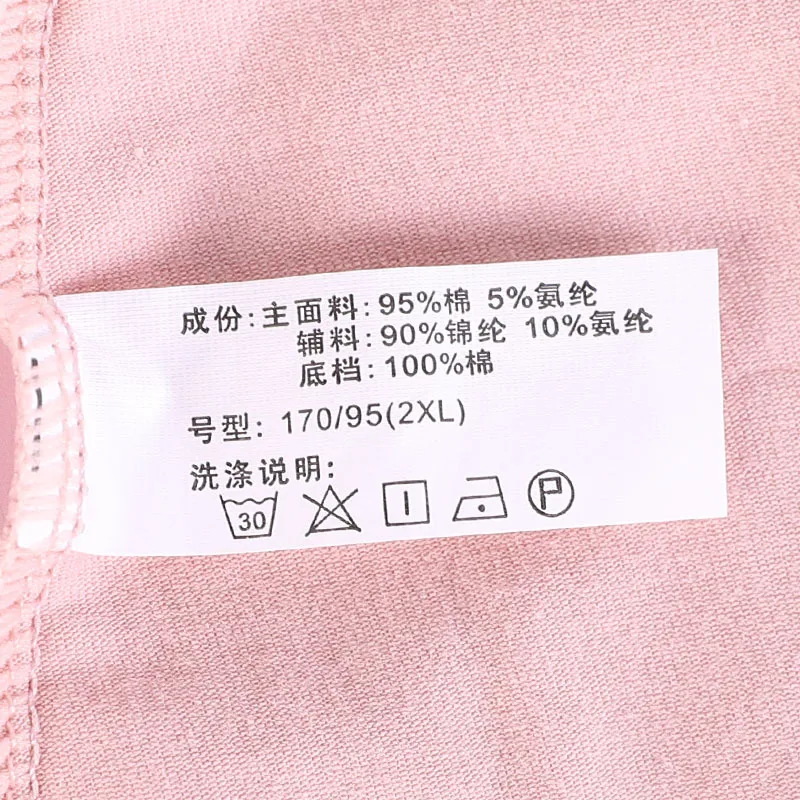 成份:主面料:95%棉 5%氨纶
辅料:90%锦纶 10%氨纶
底档:100%棉
号型: 170/95(2XL)
洗涤说明:
30 P